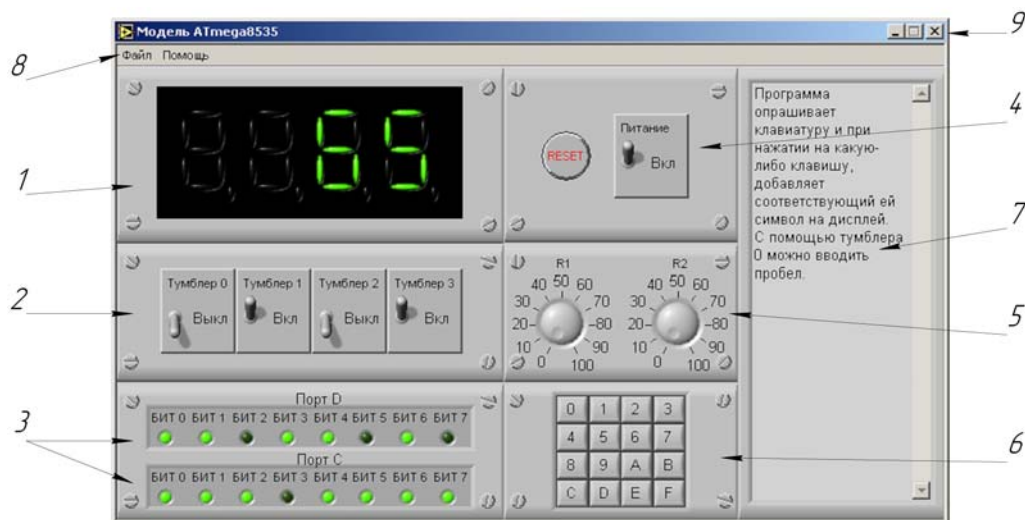 Модель ATmega8535
9
8
Файл Помощь
65
RESET
Питание
Вкл
4
1
Программа
опрашивает
клавиатуру и при
нажатии на какую-
либо клавишу,
добавляет
соответствующий ей
символ на дисплей.
С помощью тумблера
0 можно вводить
пробел.
7
2
Тумблер 0 Тумблер 1 Тумблер 2 Тумблер 3
Выкл Вкл Выкл Вкл
R1 R2
0 10 20 30 40 50 60 70 80 90 100
0 10 20 30 40 50 60 70 80 90 100
5
3
Порт D
БИТ 0 БИТ 1 БИТ 2 БИТ 3 БИТ 4 БИТ 5 БИТ 6 БИТ 7
Порт C
БИТ 0 БИТ 1 БИТ 2 БИТ 3 БИТ 4 БИТ 5 БИТ 6 БИТ 7
0 1 2 3
4 5 6 7
8 9 A B
C D E F
6